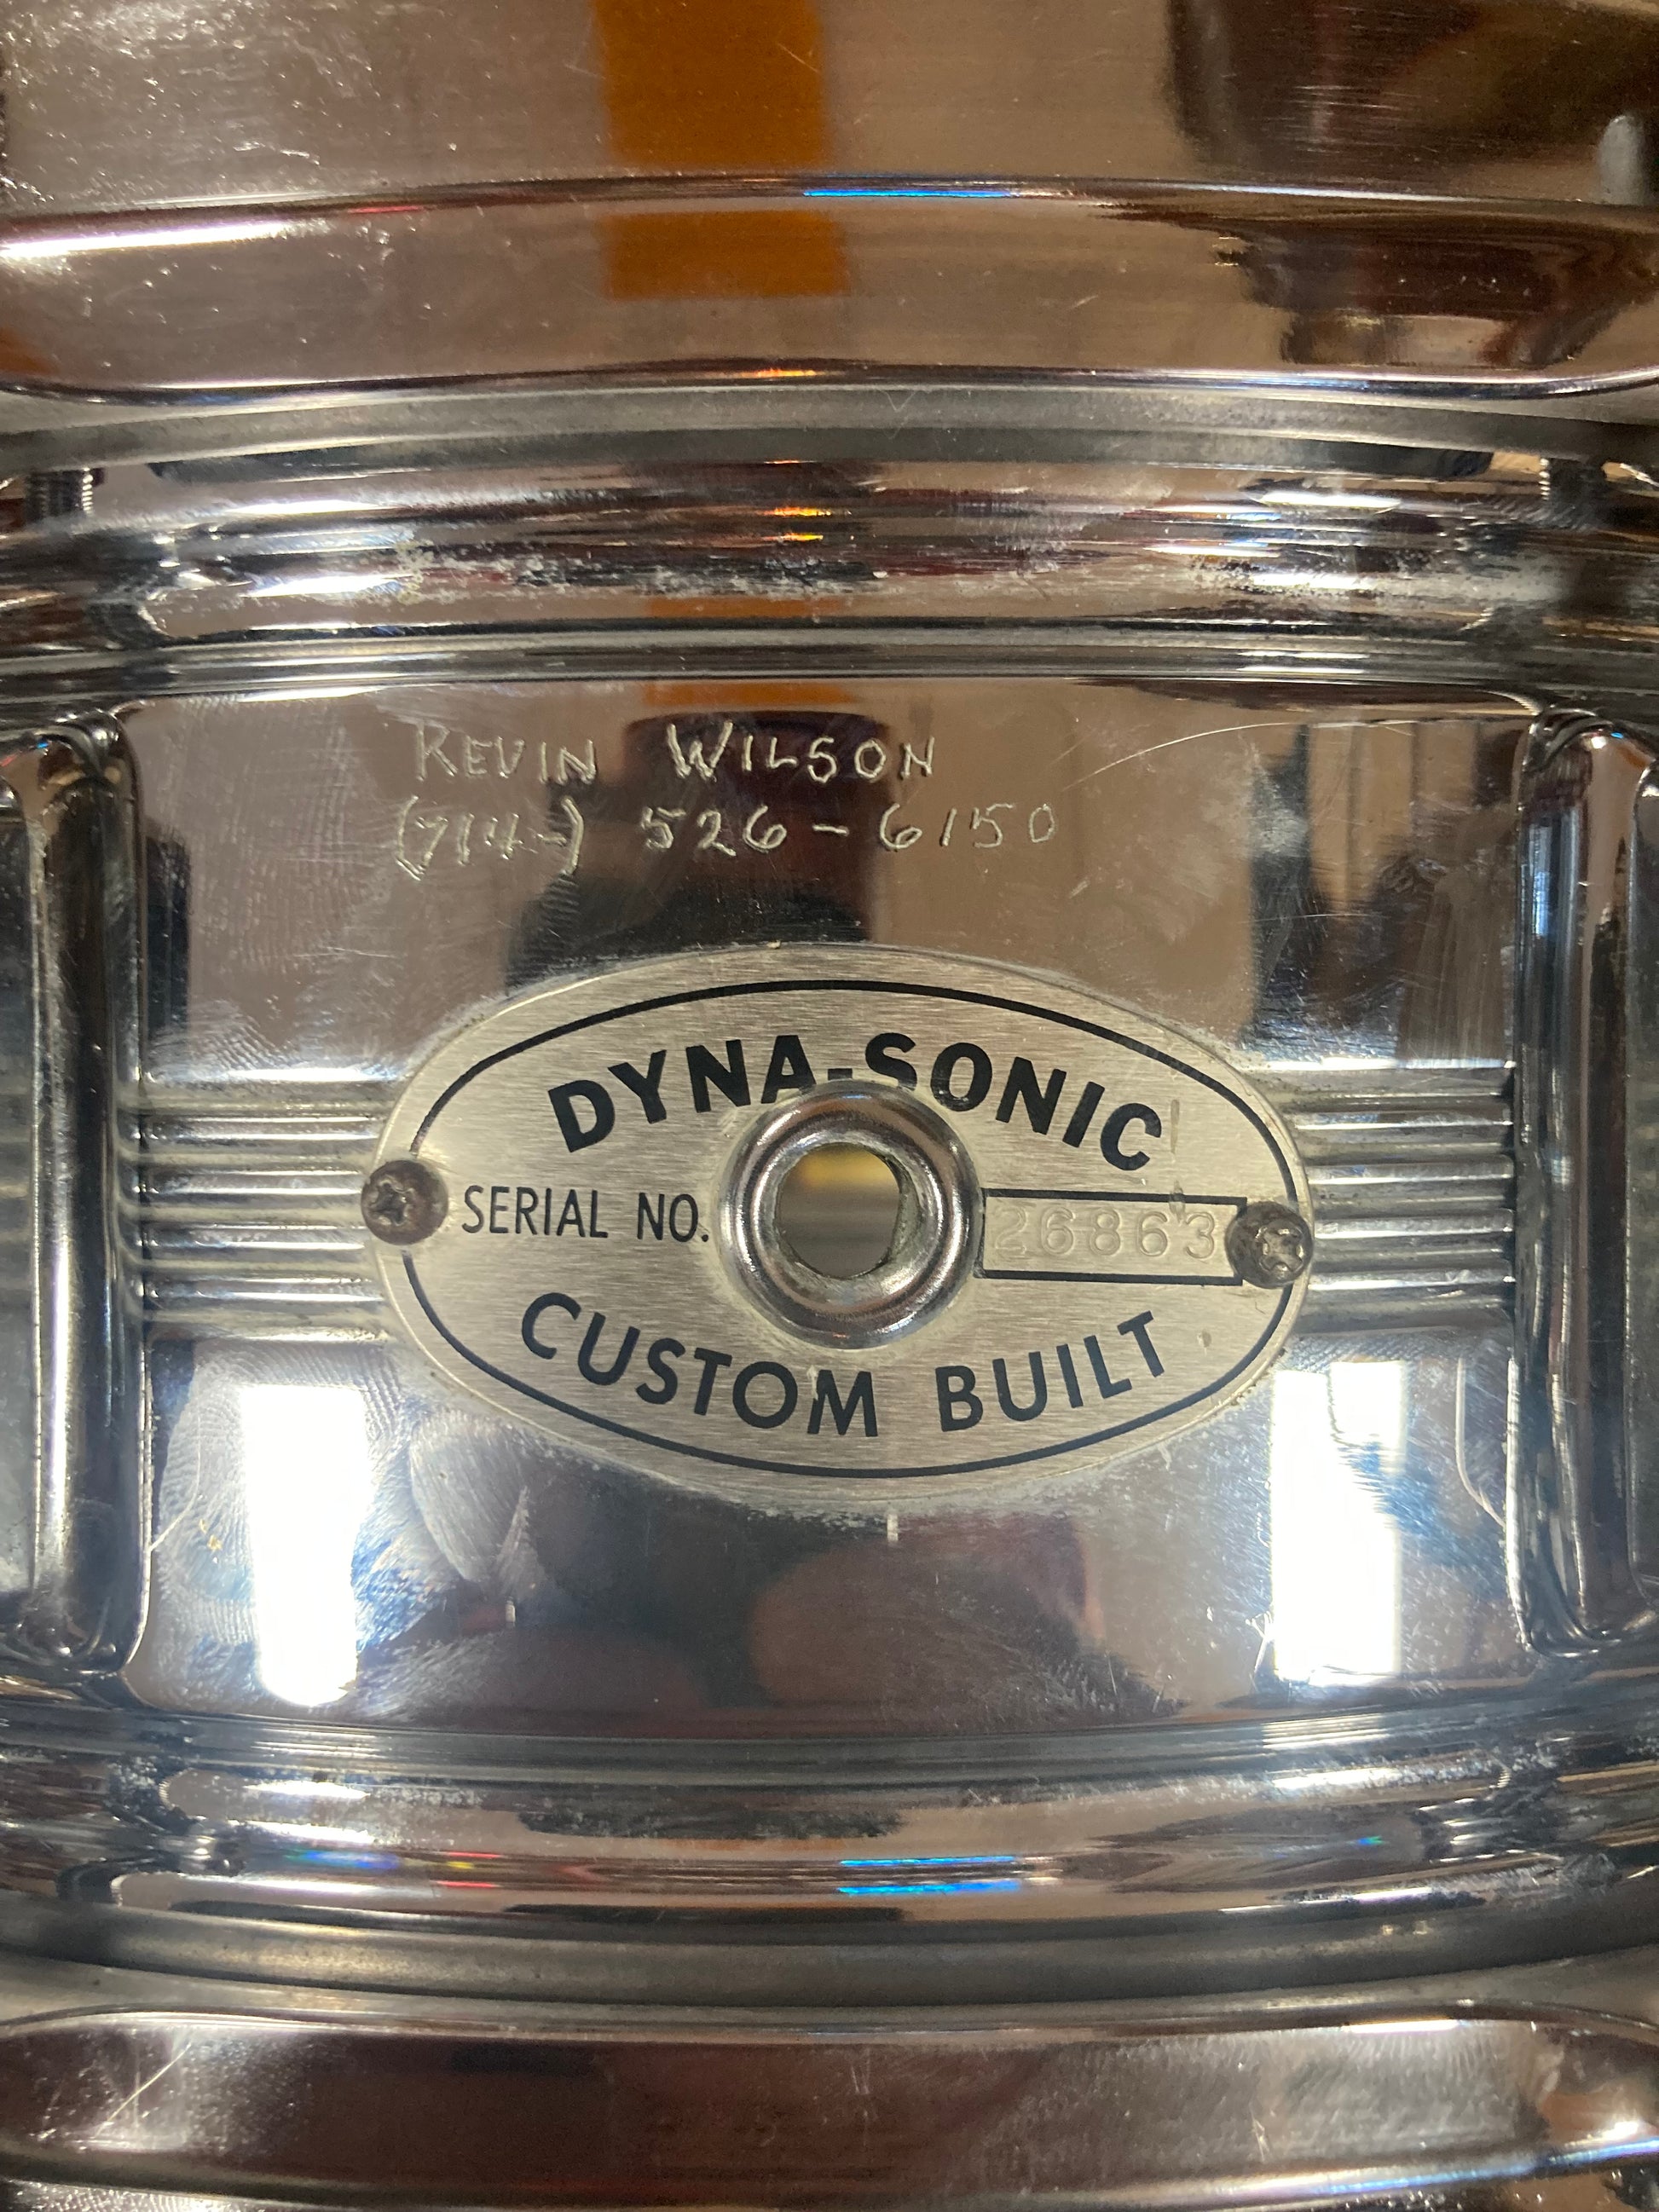 KEVIN WILSON
(714) 526-6150
DYNA-SONIC
SERIAL NO. 26863
CUSTOM BUILT